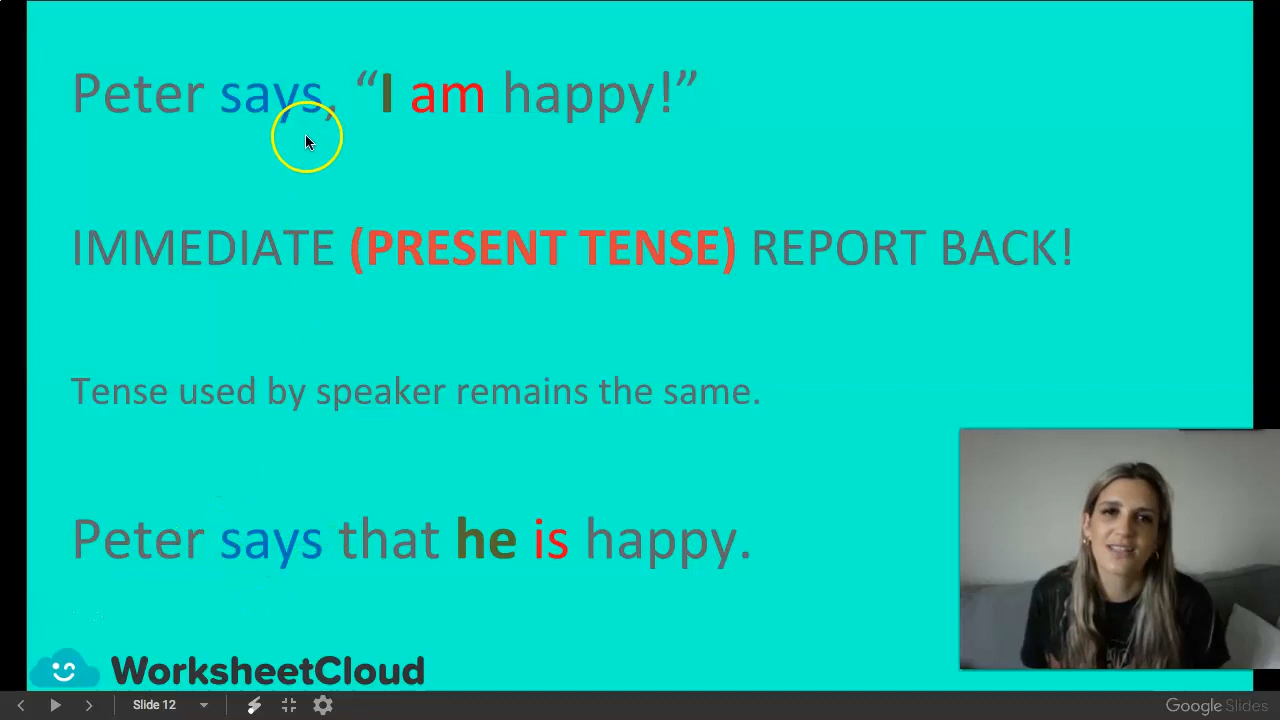 Peter says, “I am happy!”
IMMEDIATE (PRESENT TENSE) REPORT BACK!
Tense used by speaker remains the same.
Peter says that he is happy.
WorksheetCloud
Slide 12
Google Slides